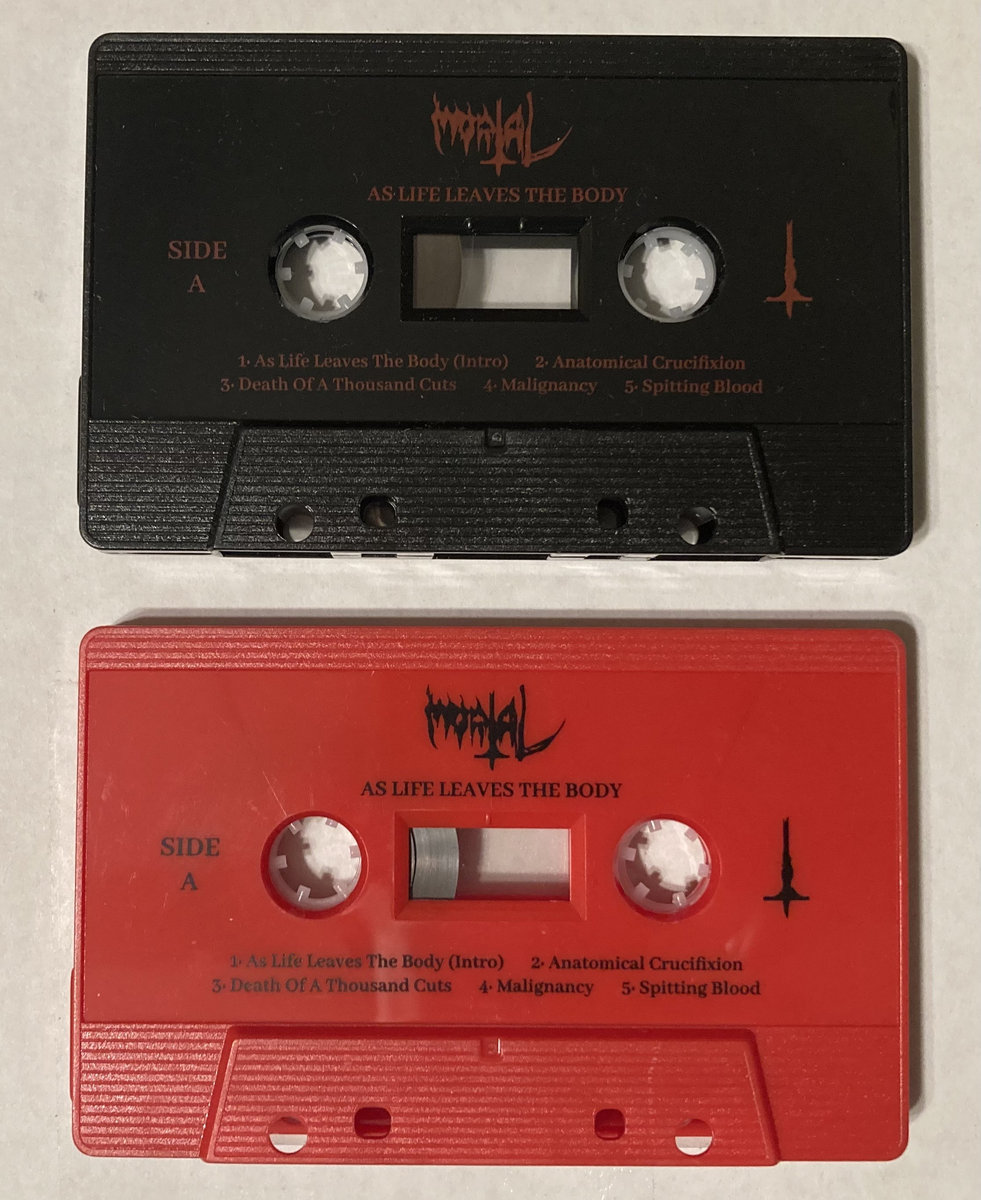 MORTAL
AS LIFE LEAVES THE BODY
SIDE
A
1. As Life Leaves The Body (Intro) 2. Anatomical Crucifixion
3. Death Of A Thousand Cuts 4. Malignancy 5. Spitting Blood
MORTAL
AS LIFE LEAVES THE BODY
SIDE
A
1. As Life Leaves The Body (Intro) 2. Anatomical Crucifixion
3. Death Of A Thousand Cuts 4. Malignancy 5. Spitting Blood